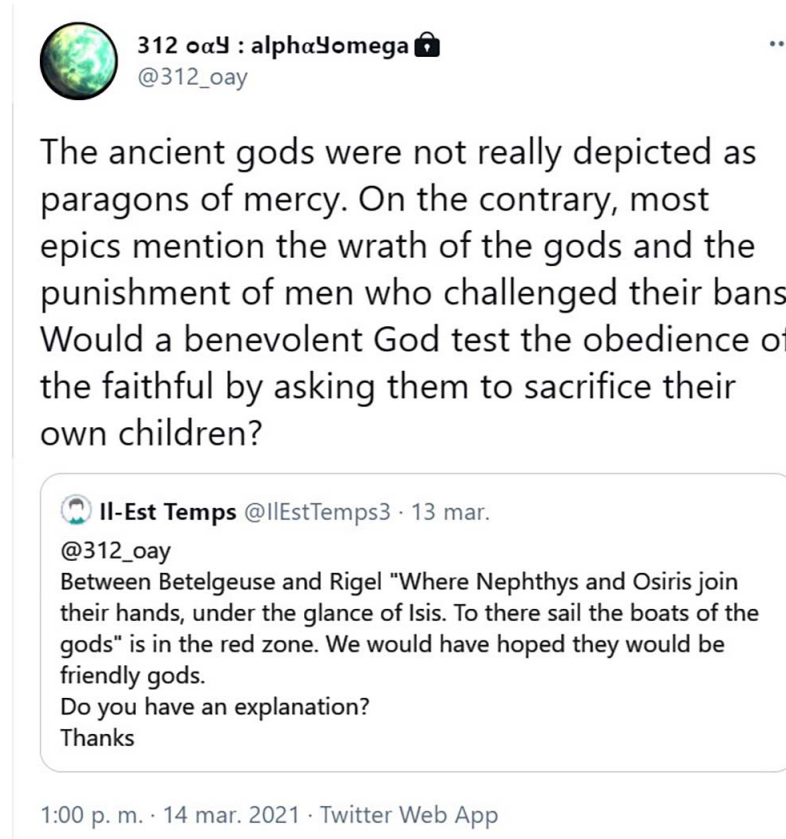 312 oαY : alphαYomega
@312_oay
The ancient gods were not really depicted as
paragons of mercy. On the contrary, most
epics mention the wrath of the gods and the
punishment of men who challenged their bans
Would a benevolent God test the obedience of
the faithful by asking them to sacrifice their
own children?
Il-Est Temps @IlEstTemps3 · 13 mar.
@312_oay
Between Betelgeuse and Rigel "Where Nephthys and Osiris join
their hands, under the glance of Isis. To there sail the boats of the
gods" is in the red zone. We would have hoped they would be
friendly gods.
Do you have an explanation?
Thanks
1:00 p. m. · 14 mar. 2021 · Twitter Web App